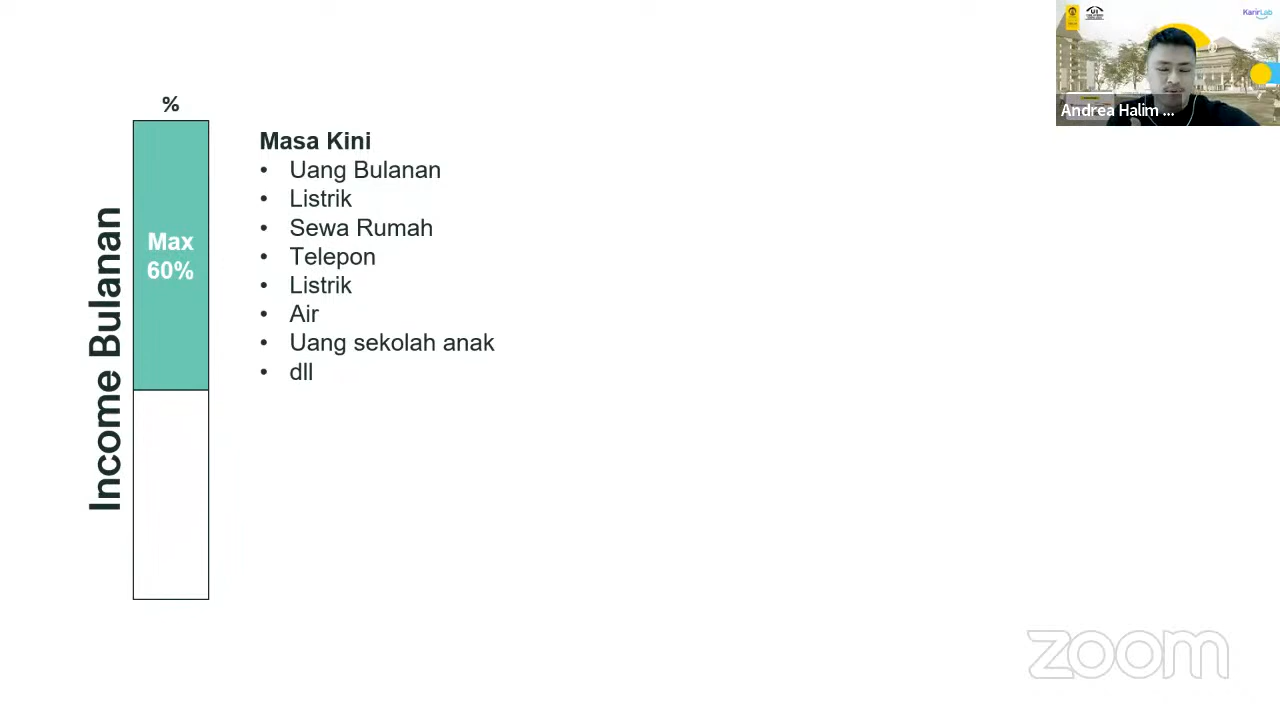 %
Income Bulanan
Max
60%
Masa Kini
• Uang Bulanan
• Listrik
• Sewa Rumah
• Telepon
• Listrik
• Air
• Uang sekolah anak
• dll
KarirLab
Andrea Halim ...
zoom